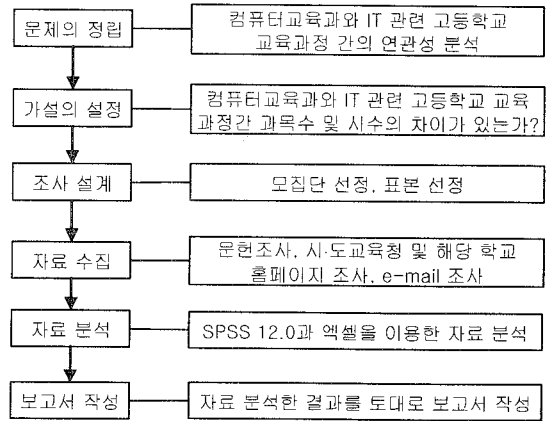 문제의 정립
컴퓨터교육과와 IT 관련 고등학교
교육과정 간의 연관성 분석
가설의 설정
컴퓨터교육과와 IT 관련 고등학교 교육
과정간 과목수 및 시수의 차이가 있는가?
조사 설계
모집단 선정, 표본 선정
자료 수집
문헌조사, 시·도교육청 및 해당 학교
홈페이지 조사, e-mail 조사
자료 분석
SPSS 12.0과 엑셀을 이용한 자료 분석
보고서 작성
자료 분석한 결과를 토대로 보고서 작성